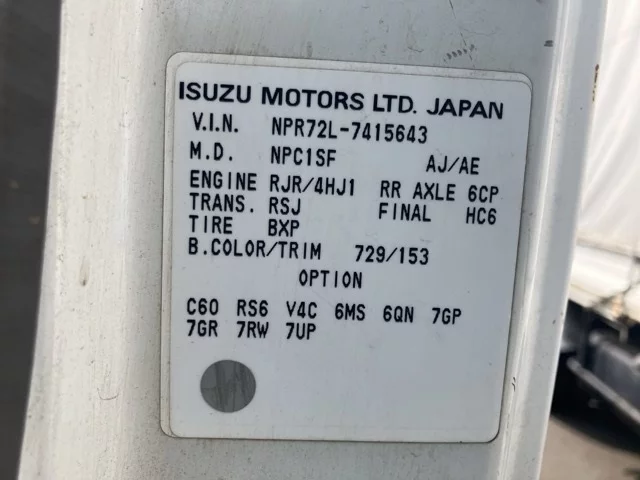 ISUZU MOTORS LTD. JAPAN
V.I.N. NPR72L-7415643
M.D. NPC1SF AJ/AE
ENGINE RJR/4HJ1 RR AXLE 6CP
TRANS. RSJ FINAL HC6
TIRE BXP
B.COLOR/TRIM 729/153
OPTION
C60 RS6 V4C 6MS 6QN 7GP
7GR 7RW 7UP